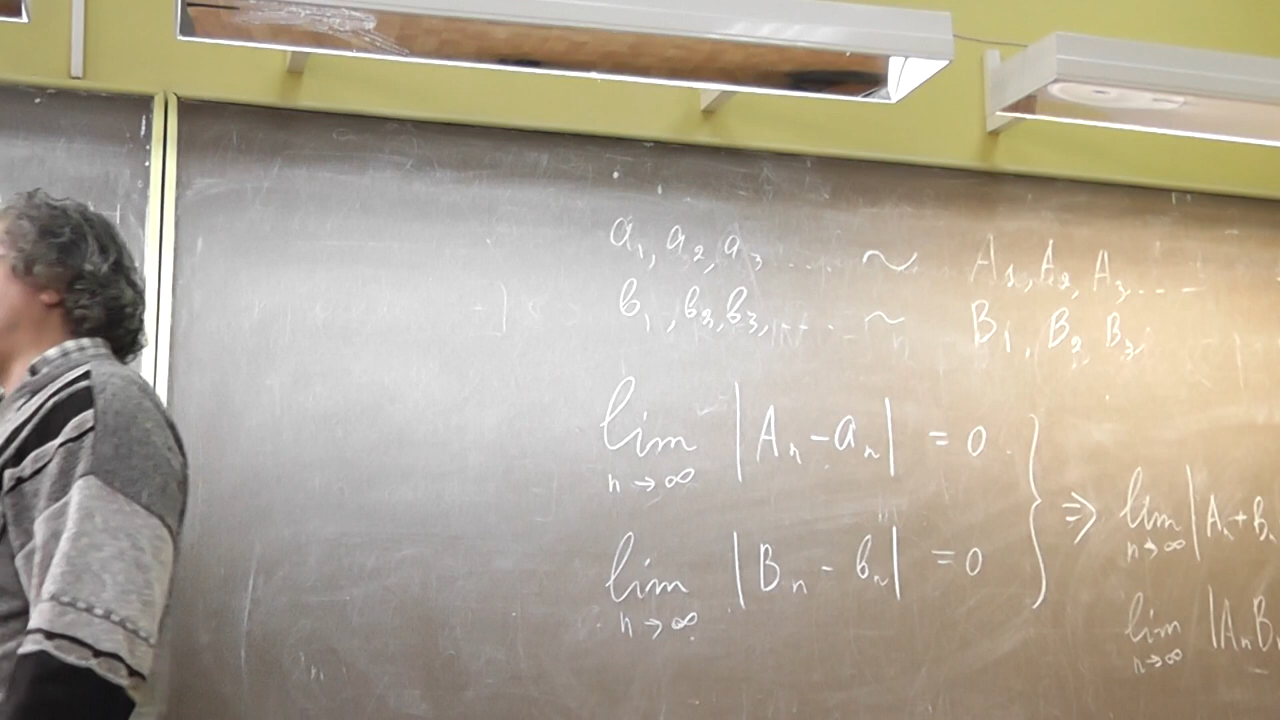 a₁, a₂, a₃, .... ~ A₁, A₂, A₃, ...
b₁, b₂, b₃, .... ~ B₁, B₂ B₃
lim |Aₙ - aₙ| = 0
n → ∞
lim |Bₙ - bₙ| = 0
n → ∞
} ⇒ lim |Aₙ + Bₙ
n → ∞
lim |AₙBₙ
n → ∞